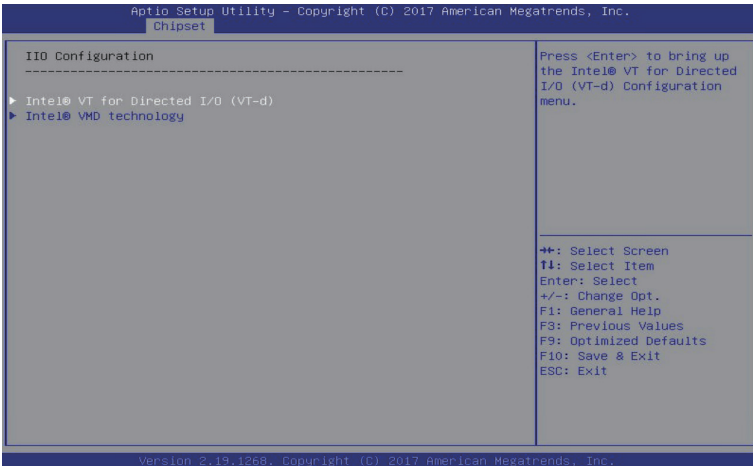 Aptio Setup Utility – Copyright (C) 2017 American Megatrends, Inc.
Chipset
IIO Configuration
--------------------------------------------------
▶ Intel® VT for Directed I/O (VT-d)
▶ Intel® VMD technology
Press <Enter> to bring up
the Intel® VT for Directed
I/O (VT-d) Configuration
menu.
→←: Select Screen
↑↓: Select Item
Enter: Select
+/-: Change Opt.
F1: General Help
F3: Previous Values
F9: Optimized Defaults
F10: Save & Exit
ESC: Exit
Version 2.19.1268. Copyright (C) 2017 American Megatrends, Inc.